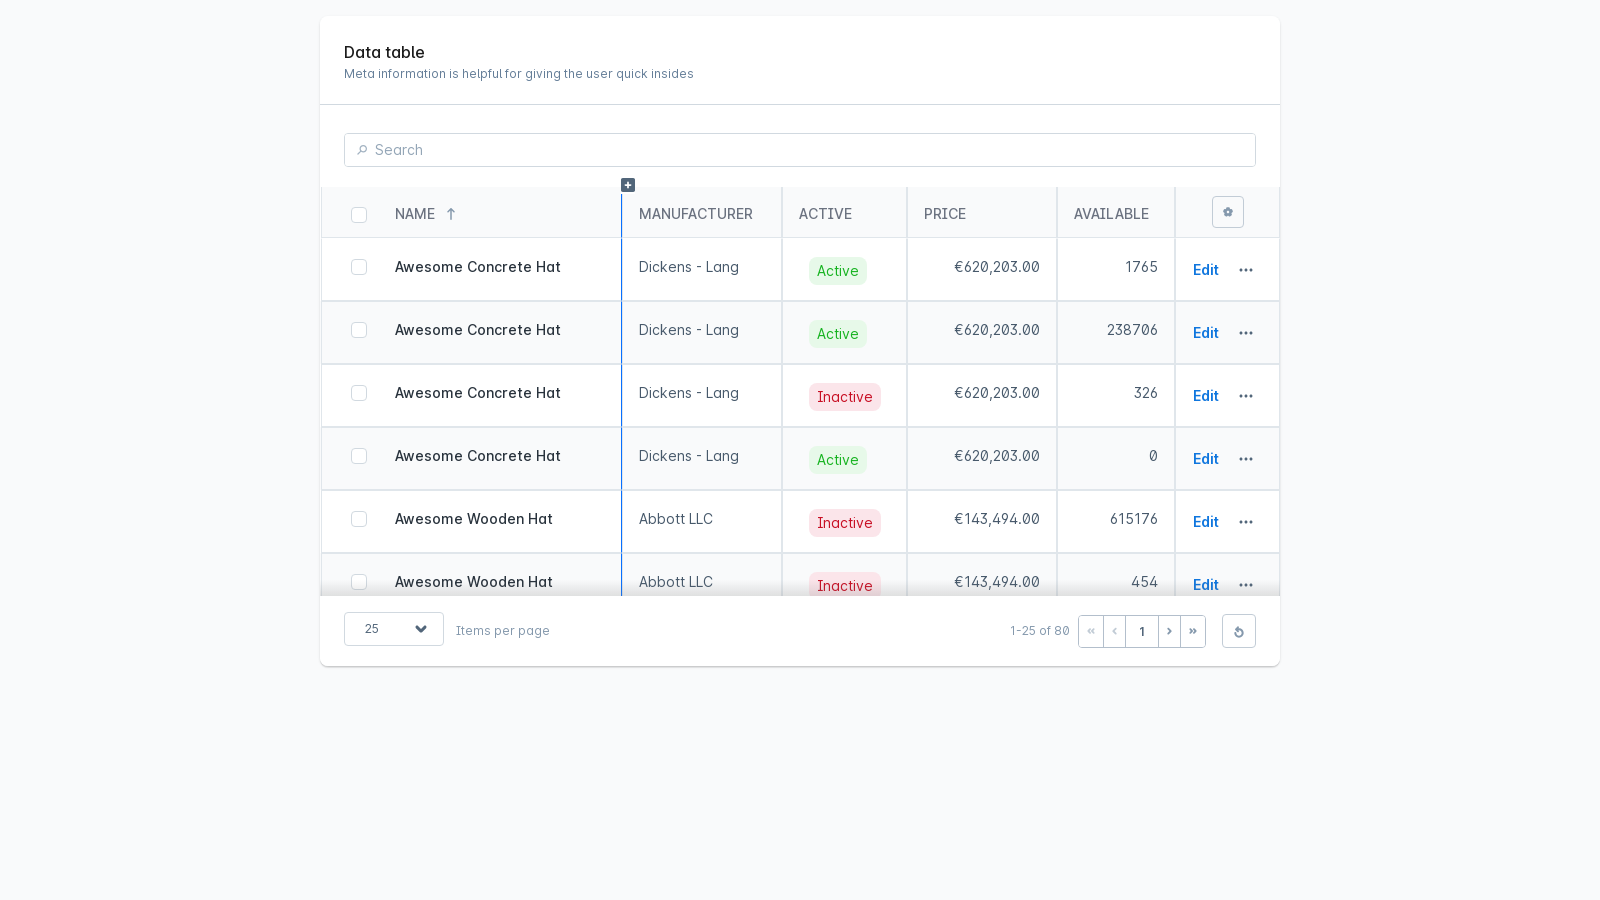 Data table
Meta information is helpful for giving the user quick insides
Search
NAME MANUFACTURER ACTIVE PRICE AVAILABLE
Awesome Concrete Hat Dickens - Lang Active €620,203.00 1765 Edit
Awesome Concrete Hat Dickens - Lang Active €620,203.00 238706 Edit
Awesome Concrete Hat Dickens - Lang Inactive €620,203.00 326 Edit
Awesome Concrete Hat Dickens - Lang Active €620,203.00 0 Edit
Awesome Wooden Hat Abbott LLC Inactive €143,494.00 615176 Edit
Awesome Wooden Hat Abbott LLC Inactive €143,494.00 454 Edit
25 Items per page 1-25 of 80 « ‹ 1 › »